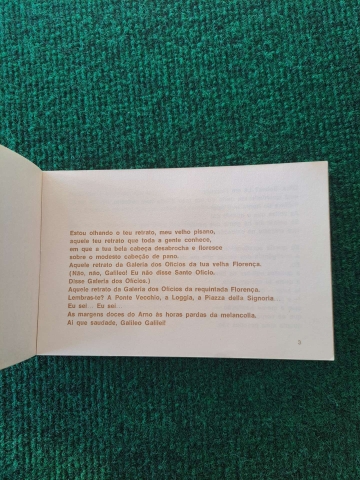 Estou olhando o teu retrato, meu velho pisano,
aquele teu retrato que toda a gente conhece,
em que a tua bela cabeça desabrocha e floresce
sobre o modesto cabeção de pano.
Aquele retrato da Galeria dos Ofícios da tua velha Florença.
(Não, não, Galileo! Eu não disse Santo Ofício.
Disse Galeria dos Ofícios.)
Aquele retrato da Galeria dos Ofícios da requintada Florença.
Lembras-te? A Ponte Vecchio, a Loggia, a Piazza della Signoria...
Eu sei... Eu sei...
As margens doces do Arno às horas pardas da melancolia.
Ai que saudade, Galileo Galilei!